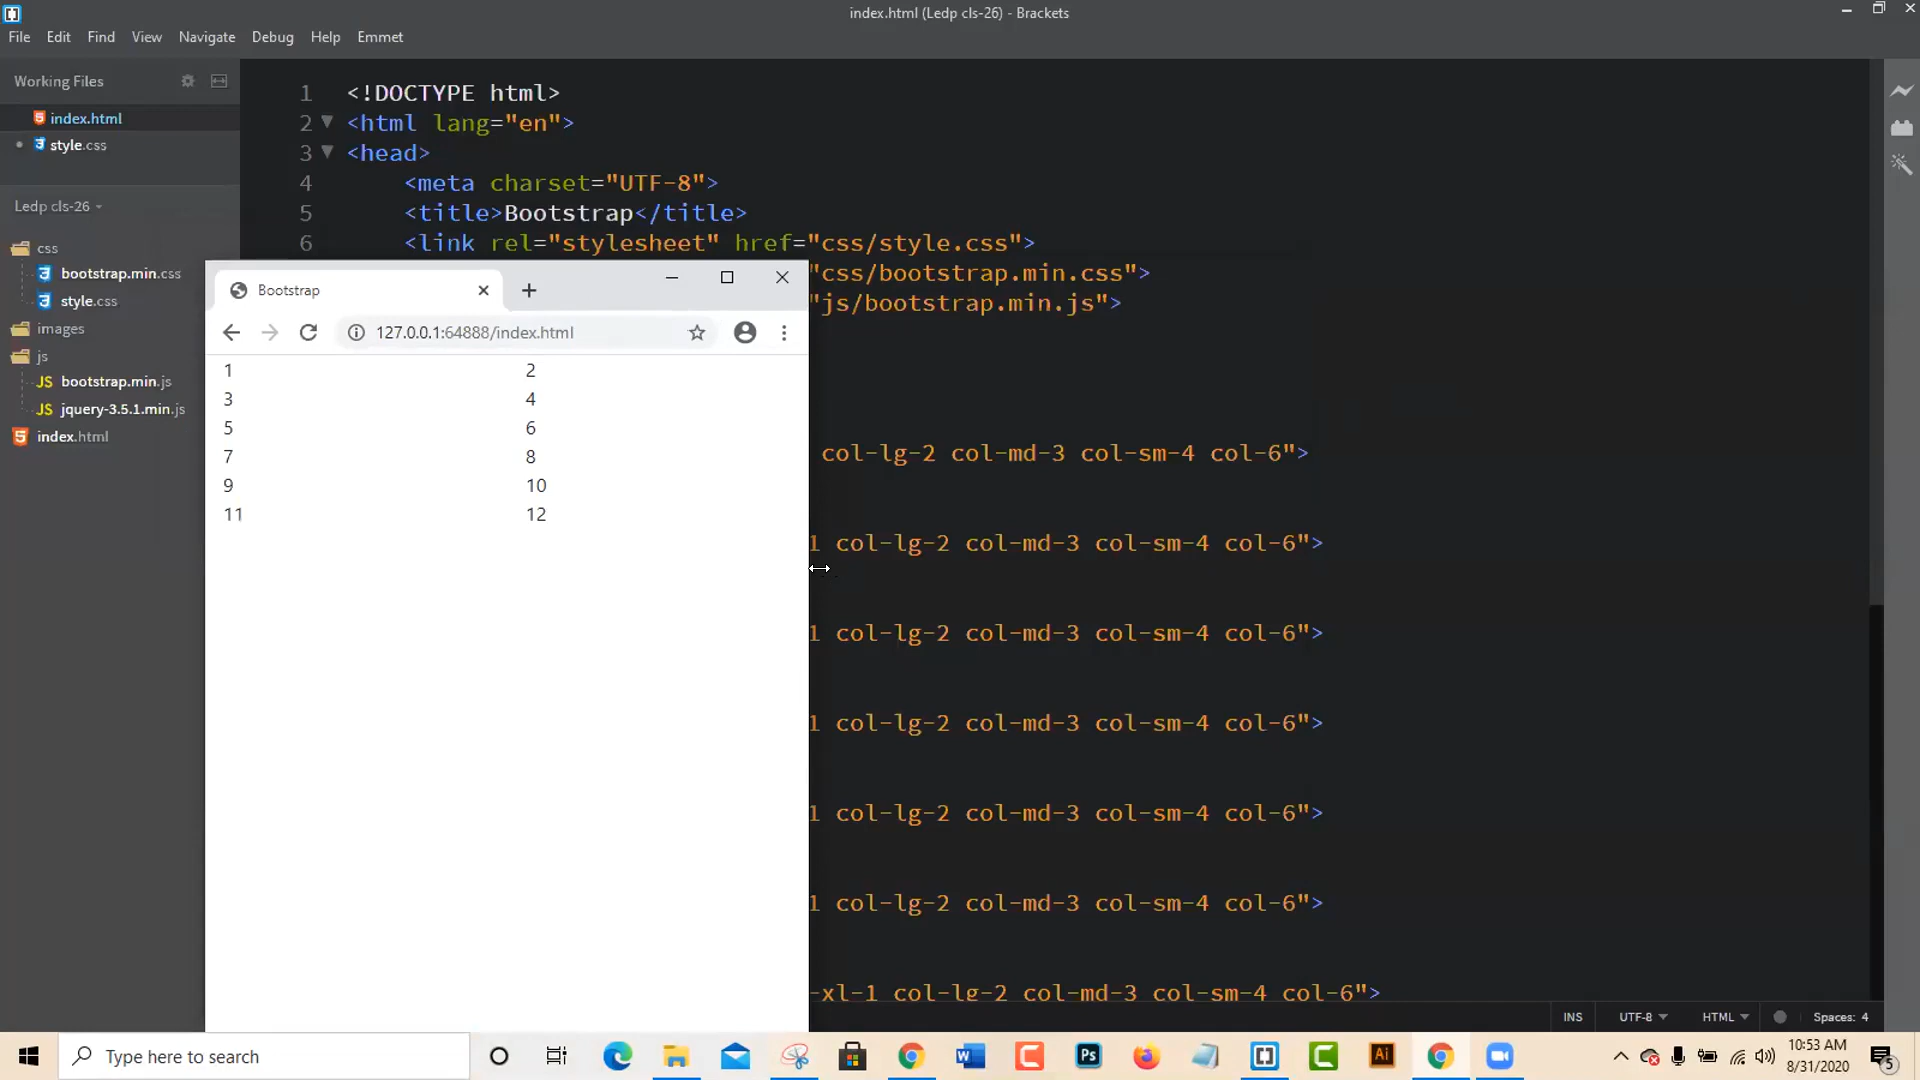 index.html (Ledp cls-26) - Brackets
File Edit Find View Navigate Debug Help Emmet
Working Files
index.html
style.css
Ledp cls-26
css
bootstrap.min.css
style.css
images
js
bootstrap.min.js
jquery-3.5.1.min.js
index.html
1 <!DOCTYPE html>
2 <html lang="en">
3 <head>
4 <meta charset="UTF-8">
5 <title>Bootstrap</title>
6 <link rel="stylesheet" href="css/style.css">
"css/bootstrap.min.css">
"js/bootstrap.min.js">
col-lg-2 col-md-3 col-sm-4 col-6">
1 col-lg-2 col-md-3 col-sm-4 col-6">
1 col-lg-2 col-md-3 col-sm-4 col-6">
1 col-lg-2 col-md-3 col-sm-4 col-6">
1 col-lg-2 col-md-3 col-sm-4 col-6">
1 col-lg-2 col-md-3 col-sm-4 col-6">
-xl-1 col-lg-2 col-md-3 col-sm-4 col-6">
Bootstrap
127.0.0.1:64888/index.html
1 2
3 4
5 6
7 8
9 10
11 12
INS UTF-8 HTML Spaces: 4
Type here to search
Ps
Ai
10:53 AM
8/31/2020
5